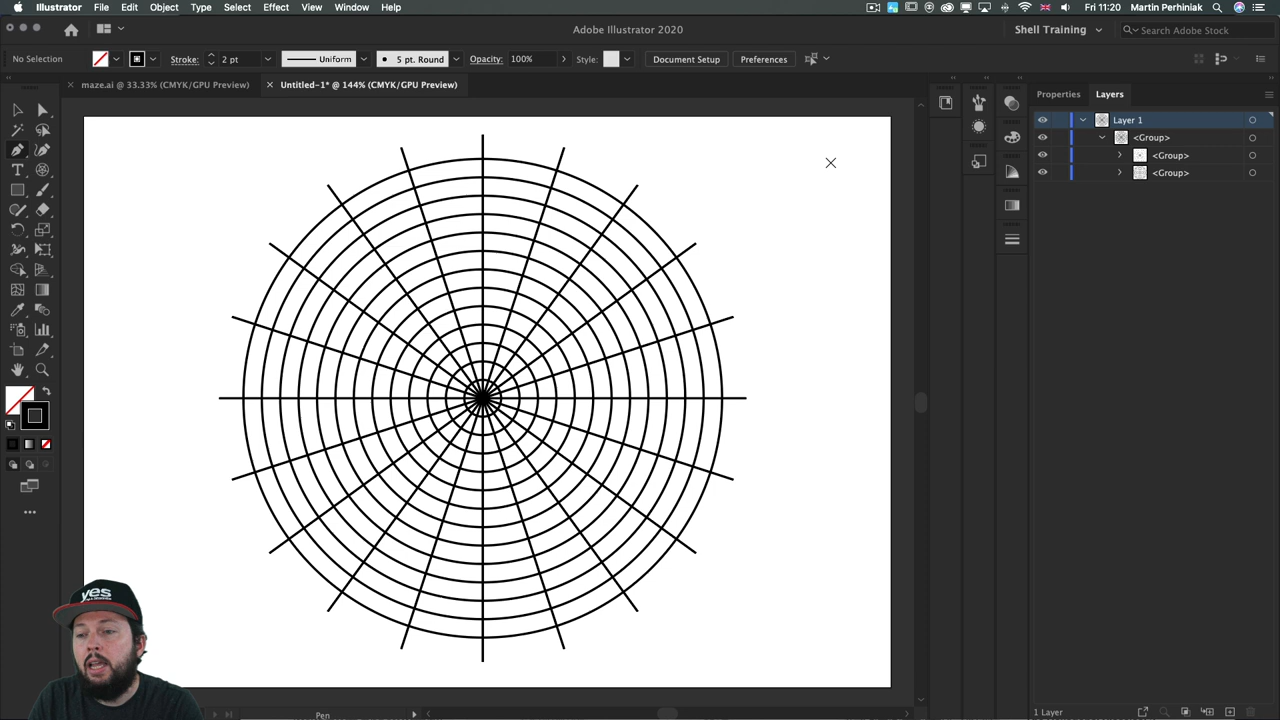 Illustrator File Edit Object Type Select Effect View Window Help Fri 11:20 Martin Perhiniak
Adobe Illustrator 2020 Shell Training Adobe Stock
No Selection Stroke: 2 pt Uniform 5 pt. Round Opacity: 100% Style: Document Setup Preferences
maze.ai @ 33.33% (CMYK/GPU Preview) Untitled-1* @ 144% (CMYK/GPU Preview) Properties Layers
Layer 1
<Group>
<Group>
<Group>
yes
Pen 1 Layer